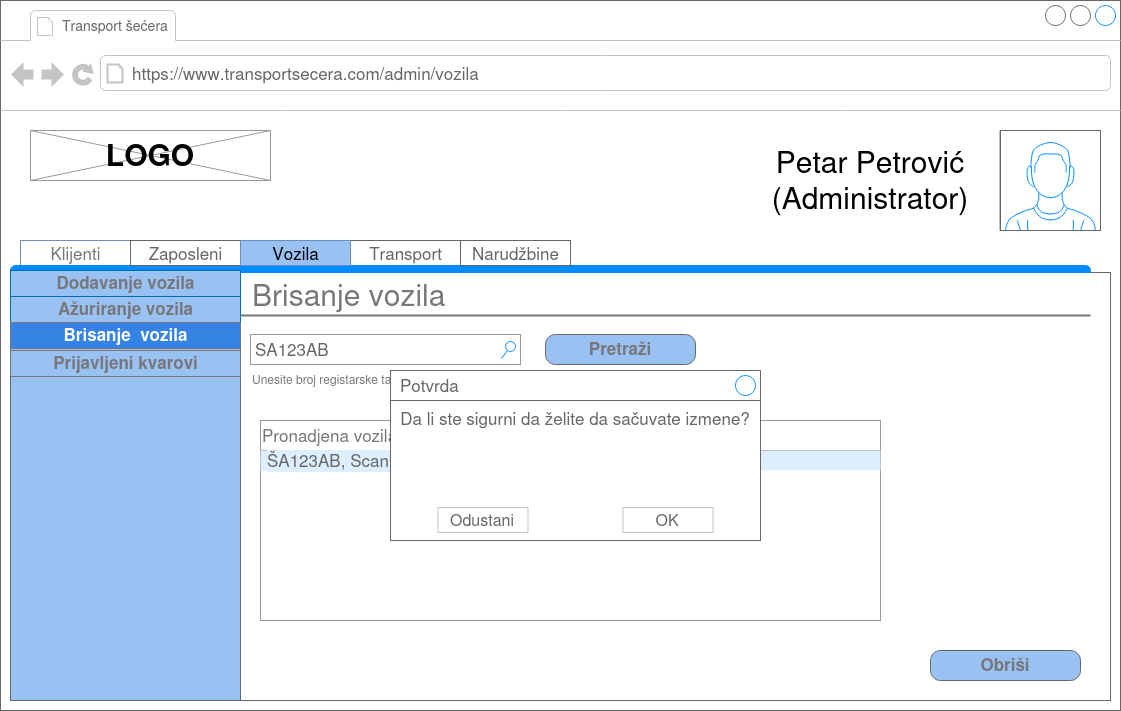 Transport šećera
https://www.transportsecera.com/admin/vozila
LOGO
Petar Petrović
(Administrator)
Klijenti
Zaposleni
Vozila
Transport
Narudžbine
Dodavanje vozila
Ažuriranje vozila
Brisanje vozila
Prijavljeni kvarovi
Brisanje vozila
SA123AB
Pretraži
Unesite broj registarske
Potvrda
Da li ste sigurni da želite da sačuvate izmene?
Odustani
OK
Pronadjena vozila
ŠA123AB, Scan
Obriši